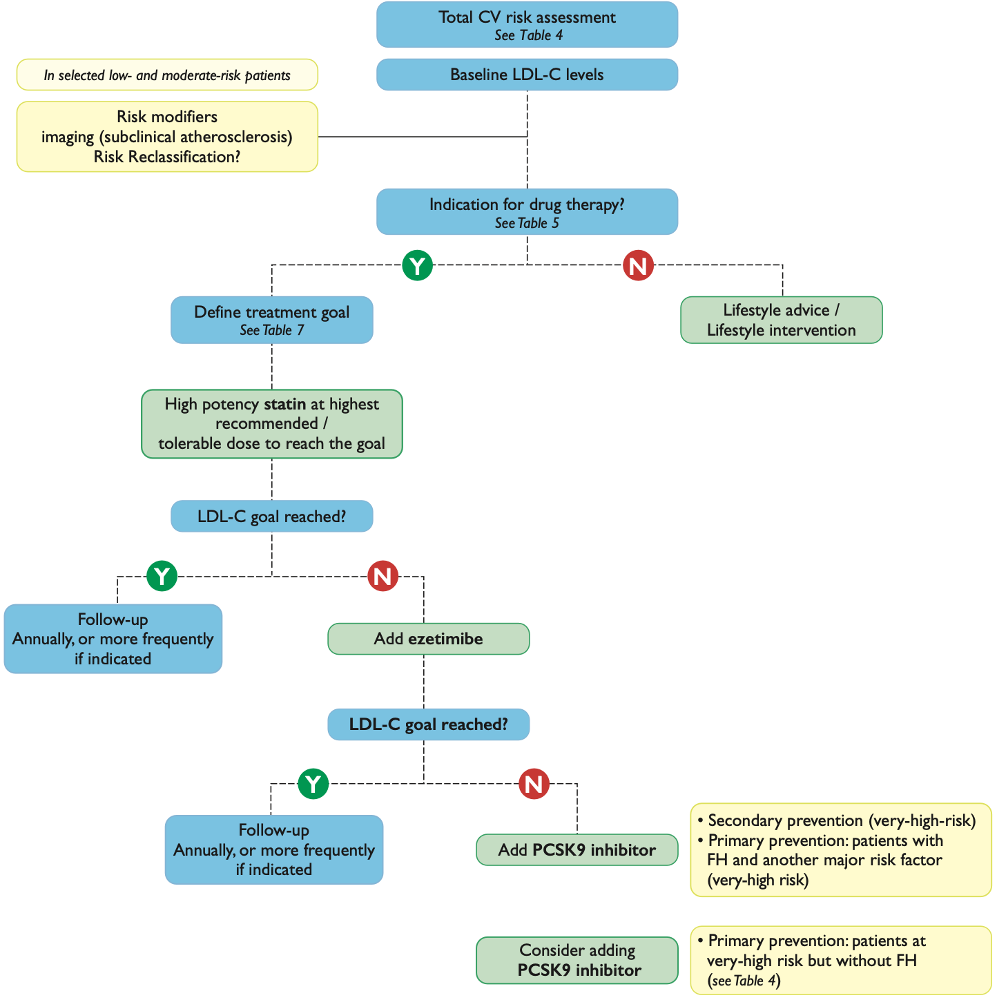 Total CV risk assessment
See Table 4
In selected low- and moderate-risk patients
Baseline LDL-C levels
Risk modifiers
imaging (subclinical atherosclerosis)
Risk Reclassification?
Indication for drug therapy?
See Table 5
Y
N
Define treatment goal
See Table 7
Lifestyle advice /
Lifestyle intervention
High potency statin at highest
recommended /
tolerable dose to reach the goal
LDL-C goal reached?
Y
N
Follow-up
Annually, or more frequently
if indicated
Add ezetimibe
LDL-C goal reached?
Y
N
Follow-up
Annually, or more frequently
if indicated
Add PCSK9 inhibitor
• Secondary prevention (very-high-risk)
• Primary prevention: patients with
FH and another major risk factor
(very-high risk)
Consider adding
PCSK9 inhibitor
• Primary prevention: patients at
very-high risk but without FH
(see Table 4)